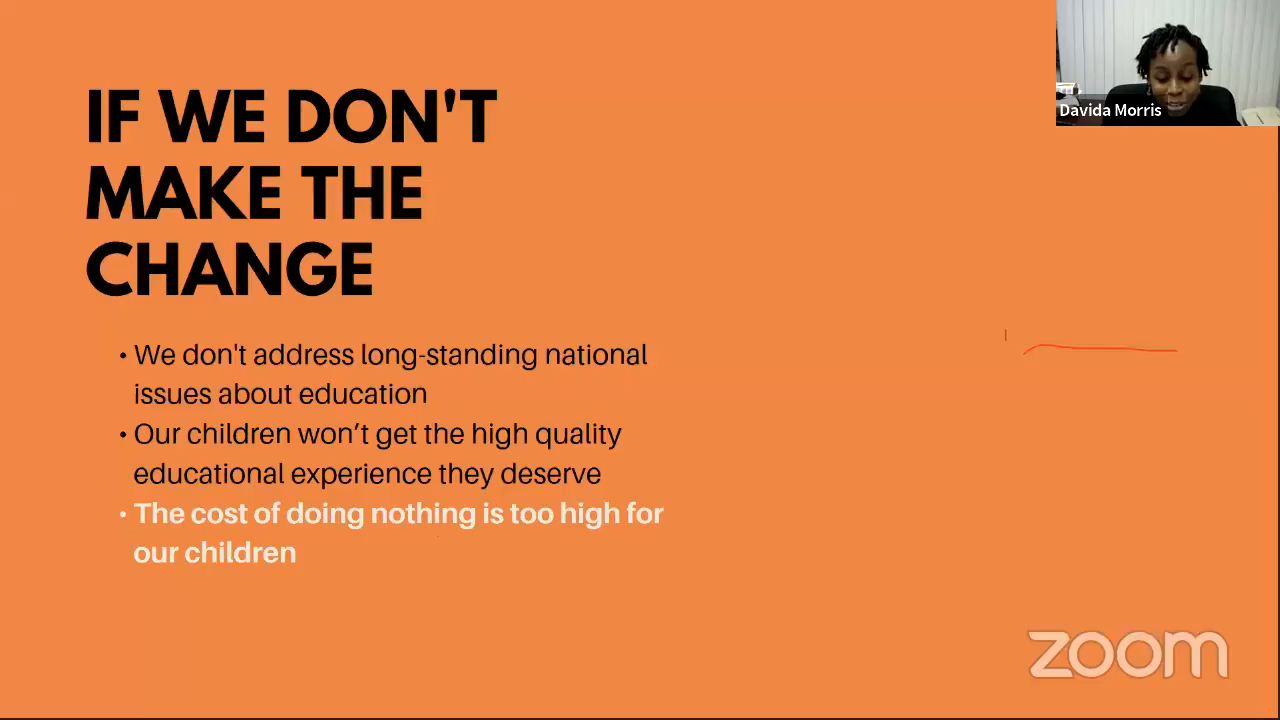 IF WE DON'T
MAKE THE
CHANGE
• We don't address long-standing national
issues about education
• Our children won’t get the high quality
educational experience they deserve
• The cost of doing nothing is too high for
our children
Davida Morris
zoom